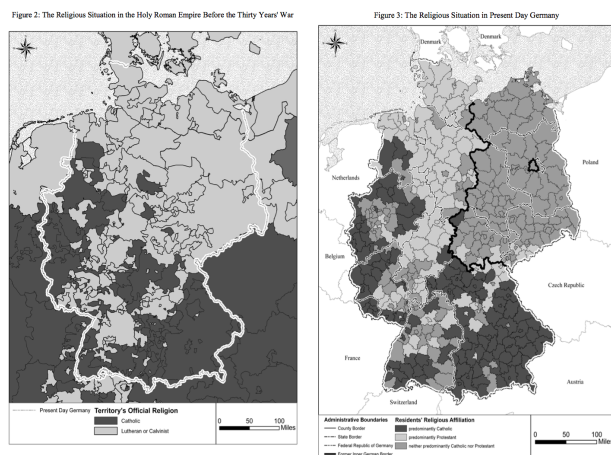 Figure 2: The Religious Situation in the Holy Roman Empire Before the Thirty Years' War
Present Day Germany
Territory's Official Religion
Catholic
Lutheran or Calvinist
0 50 100
Miles
Figure 3: The Religious Situation in Present Day Germany
Denmark
Denmark
Netherlands
Poland
Belgium
Czech Republic
France
Austria
Switzerland
Administrative Boundaries
County Border
State Border
Federal Republic of Germany
Former Inner German Border
Residents' Religious Affiliation
predominantly Catholic
predominantly Protestant
neither predominantly Catholic nor Protestant
0 50 100
Miles